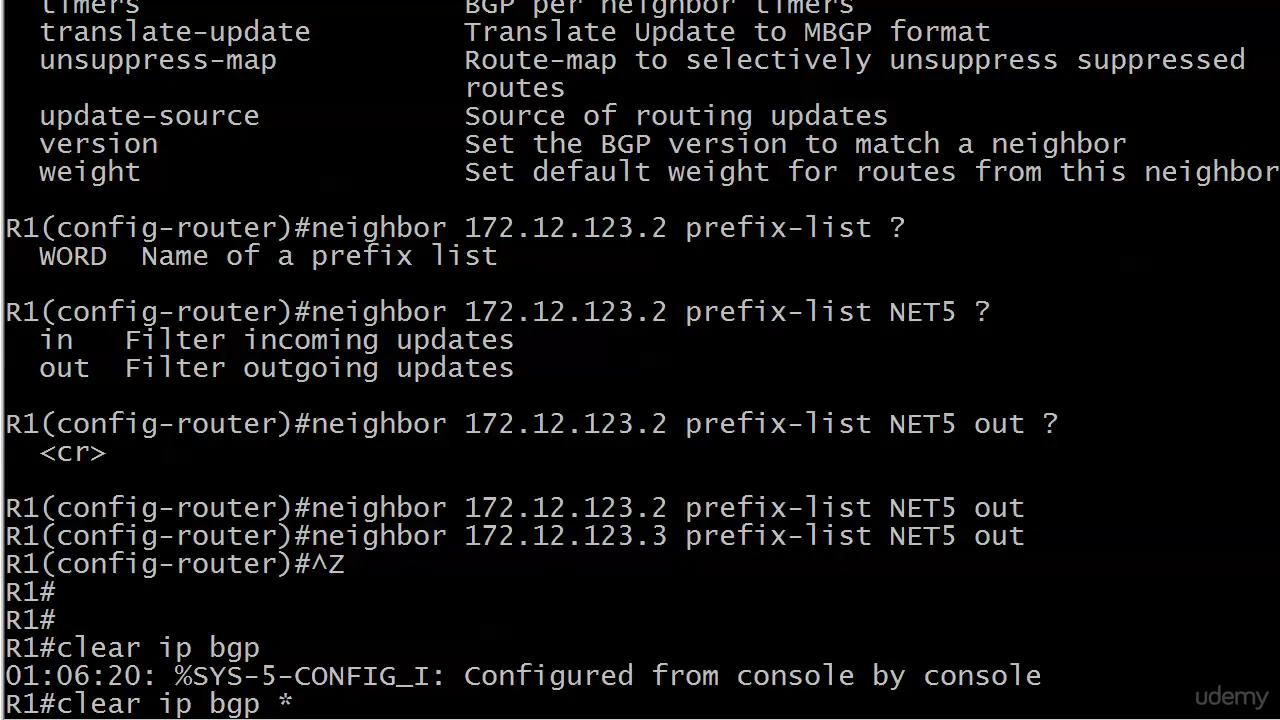 timers                         BGP per neighbor timers
translate-update               Translate Update to MBGP format
unsuppress-map                 Route-map to selectively unsuppress suppressed
                               routes
update-source                  Source of routing updates
version                        Set the BGP version to match a neighbor
weight                         Set default weight for routes from this neighbor
R1(config-router)#neighbor 172.12.123.2 prefix-list ?
WORD  Name of a prefix list
R1(config-router)#neighbor 172.12.123.2 prefix-list NET5 ?
in   Filter incoming updates
out  Filter outgoing updates
R1(config-router)#neighbor 172.12.123.2 prefix-list NET5 out ?
<cr>
R1(config-router)#neighbor 172.12.123.2 prefix-list NET5 out
R1(config-router)#neighbor 172.12.123.3 prefix-list NET5 out
R1(config-router)#^Z
R1#
R1#
R1#clear ip bgp
01:06:20: %SYS-5-CONFIG_I: Configured from console by console
R1#clear ip bgp *
udemy